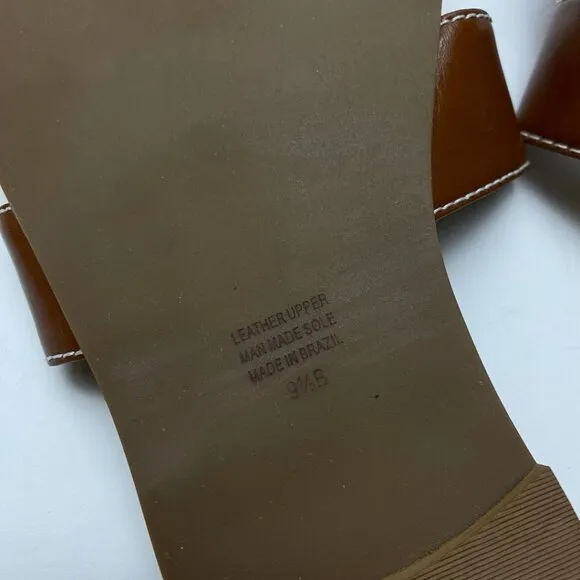 LEATHER UPPER
MAN MADE SOLE
MADE IN BRAZIL
9½B